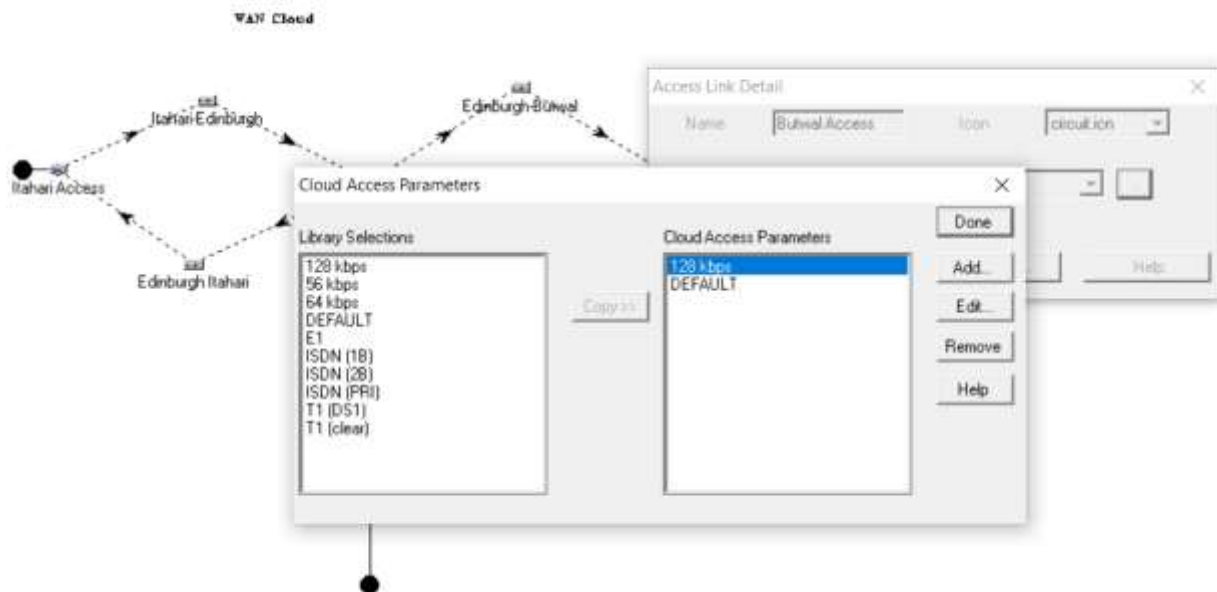 WAN Cloud
Itahari-Edinburgh
Edinburgh-Butwal
Itahari Access
Edinburgh Itahari
Access Link Detail
Name
Butwal Access
Icon
circuit.icn
Help
Cloud Access Parameters
Library Selections
128 kbps
56 kbps
64 kbps
DEFAULT
E1
ISDN (1B)
ISDN (2B)
ISDN (PRI)
T1 (DS1)
T1 (clear)
Copy >>
Cloud Access Parameters
128 kbps
DEFAULT
Done
Add...
Edit...
Remove
Help